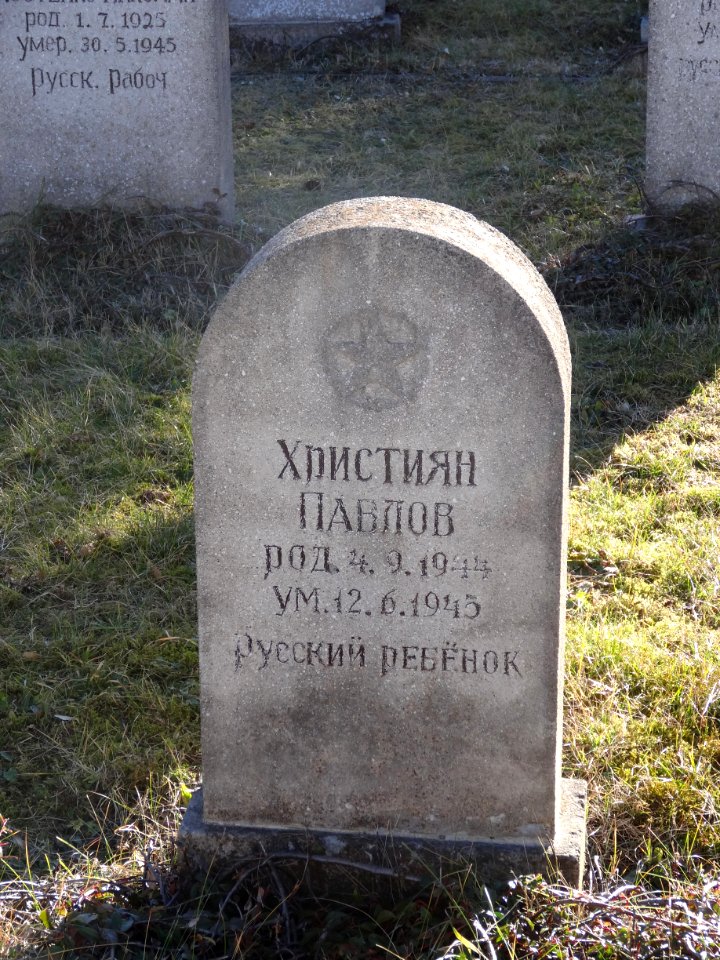 род. 1. 7. 1925
умер. 30. 5. 1945
Русск. Рабоч
Християн
Павлов
род. 4. 9. 1944
ум. 12. 6. 1945
Русский ребёнок